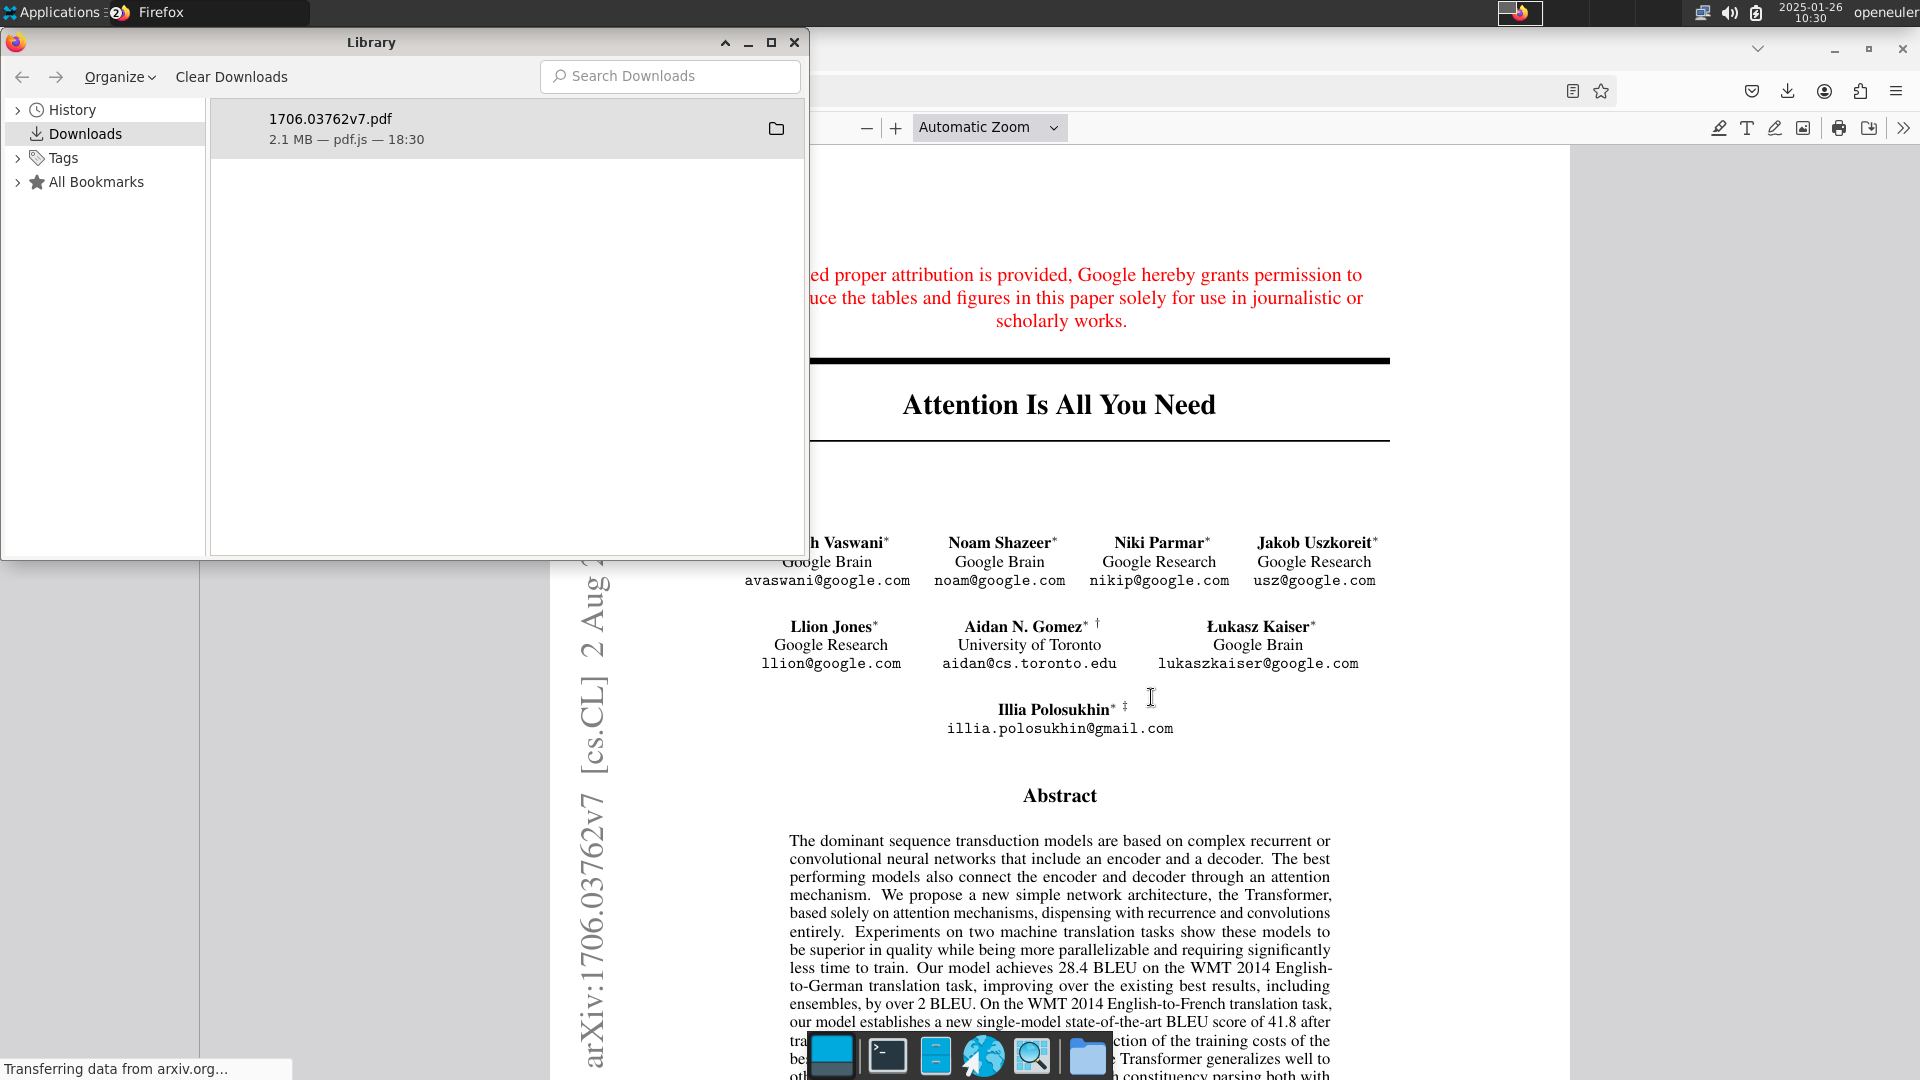 Applications
2 Firefox
2025-01-26
10:30
openeuler
Library
Organize
Clear Downloads
Search Downloads
History
Downloads
Tags
All Bookmarks
1706.03762v7.pdf
2.1 MB — pdf.js — 18:30
Automatic Zoom
ed proper attribution is provided, Google hereby grants permission to
uce the tables and figures in this paper solely for use in journalistic or
scholarly works.
Attention Is All You Need
h Vaswani*
Google Brain
avaswani@google.com
Noam Shazeer*
Google Brain
noam@google.com
Niki Parmar*
Google Research
nikip@google.com
Jakob Uszkoreit*
Google Research
usz@google.com
Llion Jones*
Google Research
llion@google.com
Aidan N. Gomez* †
University of Toronto
aidan@cs.toronto.edu
Łukasz Kaiser*
Google Brain
lukaszkaiser@google.com
Illia Polosukhin* ‡
illia.polosukhin@gmail.com
Abstract
The dominant sequence transduction models are based on complex recurrent or
convolutional neural networks that include an encoder and a decoder. The best
performing models also connect the encoder and decoder through an attention
mechanism. We propose a new simple network architecture, the Transformer,
based solely on attention mechanisms, dispensing with recurrence and convolutions
entirely. Experiments on two machine translation tasks show these models to
be superior in quality while being more parallelizable and requiring significantly
less time to train. Our model achieves 28.4 BLEU on the WMT 2014 English-
to-German translation task, improving over the existing best results, including
ensembles, by over 2 BLEU. On the WMT 2014 English-to-French translation task,
our model establishes a new single-model state-of-the-art BLEU score of 41.8 after
tra ction of the training costs of the
be Transformer generalizes well to
oth constituency parsing both with
arXiv:1706.03762v7 [cs.CL] 2 Aug 2
Transferring data from arxiv.org…